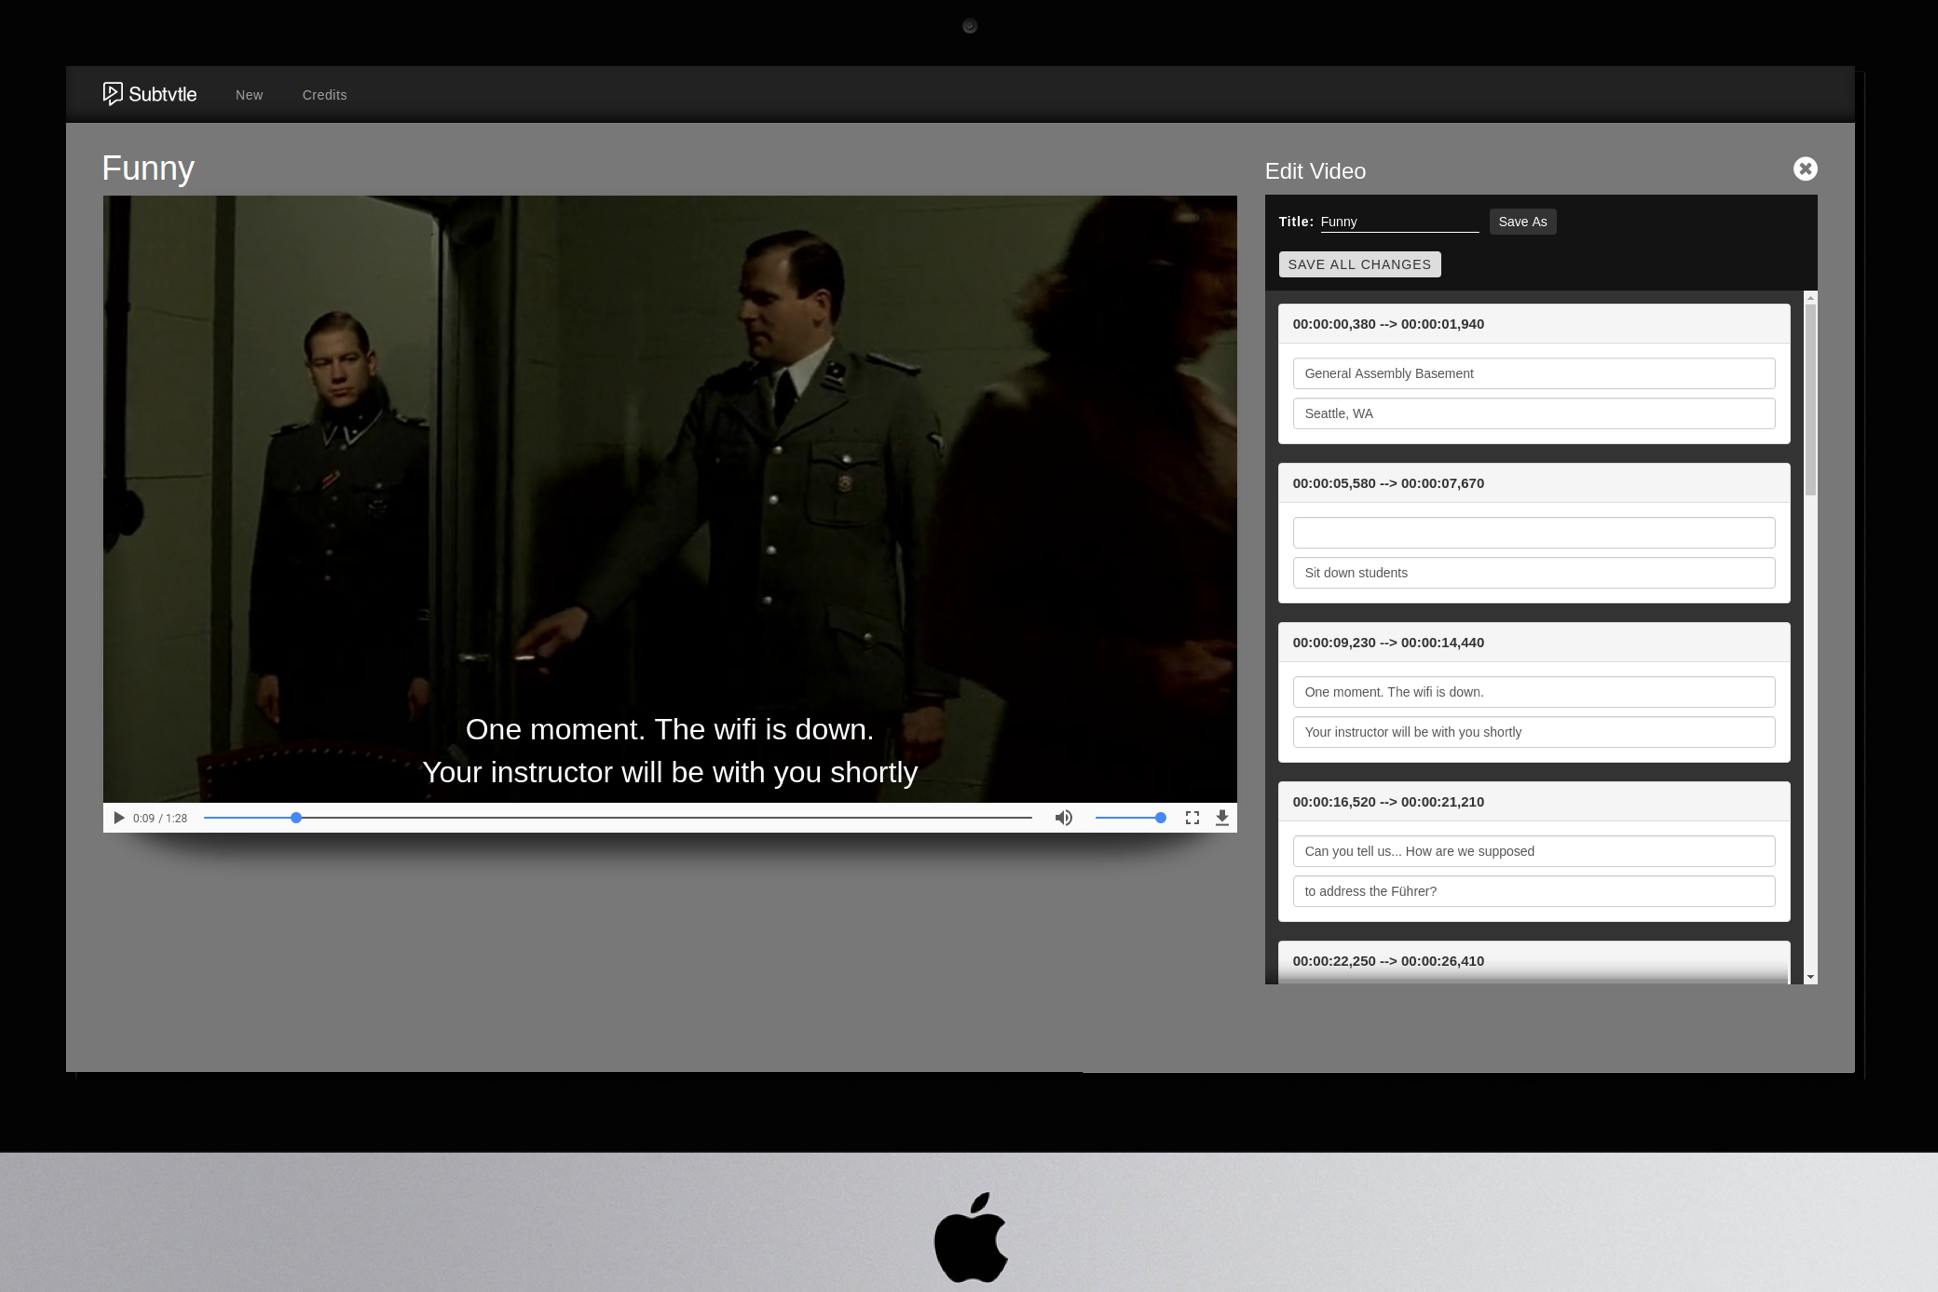 Subtvtle
New
Credits
Funny
One moment. The wifi is down.
Your instructor will be with you shortly
0:09 / 1:28
Edit Video
Title: Funny
Save As
SAVE ALL CHANGES
00:00:00,380 --> 00:00:01,940
General Assembly Basement
Seattle, WA
00:00:05,580 --> 00:00:07,670
Sit down students
00:00:09,230 --> 00:00:14,440
One moment. The wifi is down.
Your instructor will be with you shortly
00:00:16,520 --> 00:00:21,210
Can you tell us... How are we supposed
to address the Führer?
00:00:22,250 --> 00:00:26,410